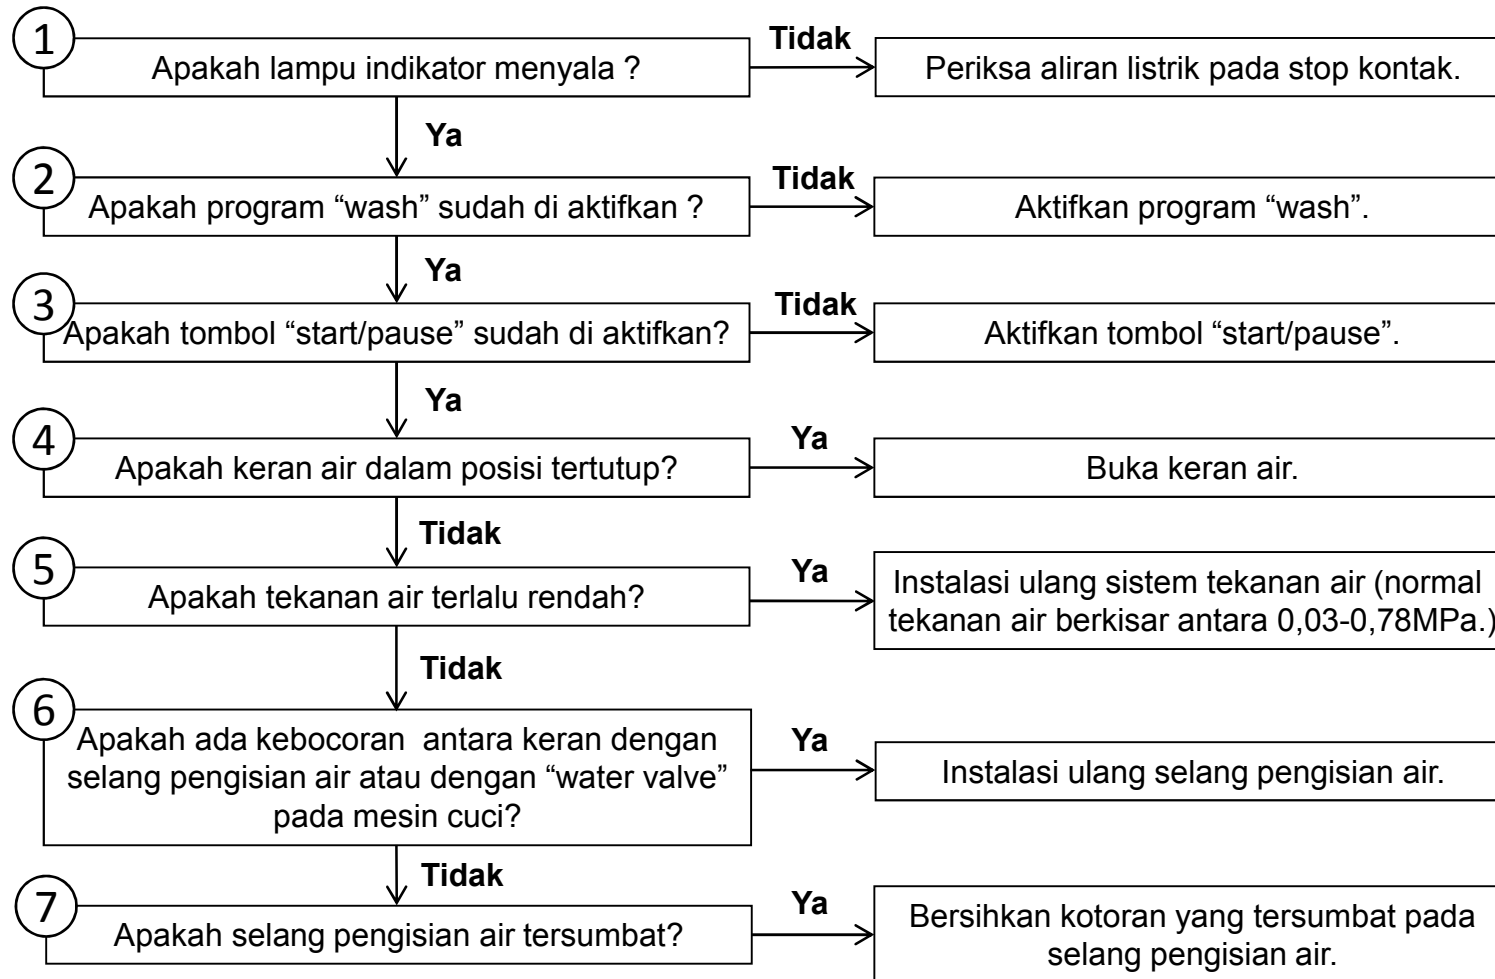 1
Apakah lampu indikator menyala ?
Tidak
Periksa aliran listrik pada stop kontak.
Ya
2
Apakah program “wash” sudah di aktifkan ?
Tidak
Aktifkan program “wash”.
Ya
3
Apakah tombol “start/pause” sudah di aktifkan?
Tidak
Aktifkan tombol “start/pause”.
Ya
4
Apakah keran air dalam posisi tertutup?
Ya
Buka keran air.
Tidak
5
Apakah tekanan air terlalu rendah?
Ya
Instalasi ulang sistem tekanan air (normal
tekanan air berkisar antara 0,03-0,78MPa.)
Tidak
6
Apakah ada kebocoran  antara keran dengan
selang pengisian air atau dengan “water valve”
pada mesin cuci?
Ya
Instalasi ulang selang pengisian air.
Tidak
7
Apakah selang pengisian air tersumbat?
Ya
Bersihkan kotoran yang tersumbat pada
selang pengisian air.